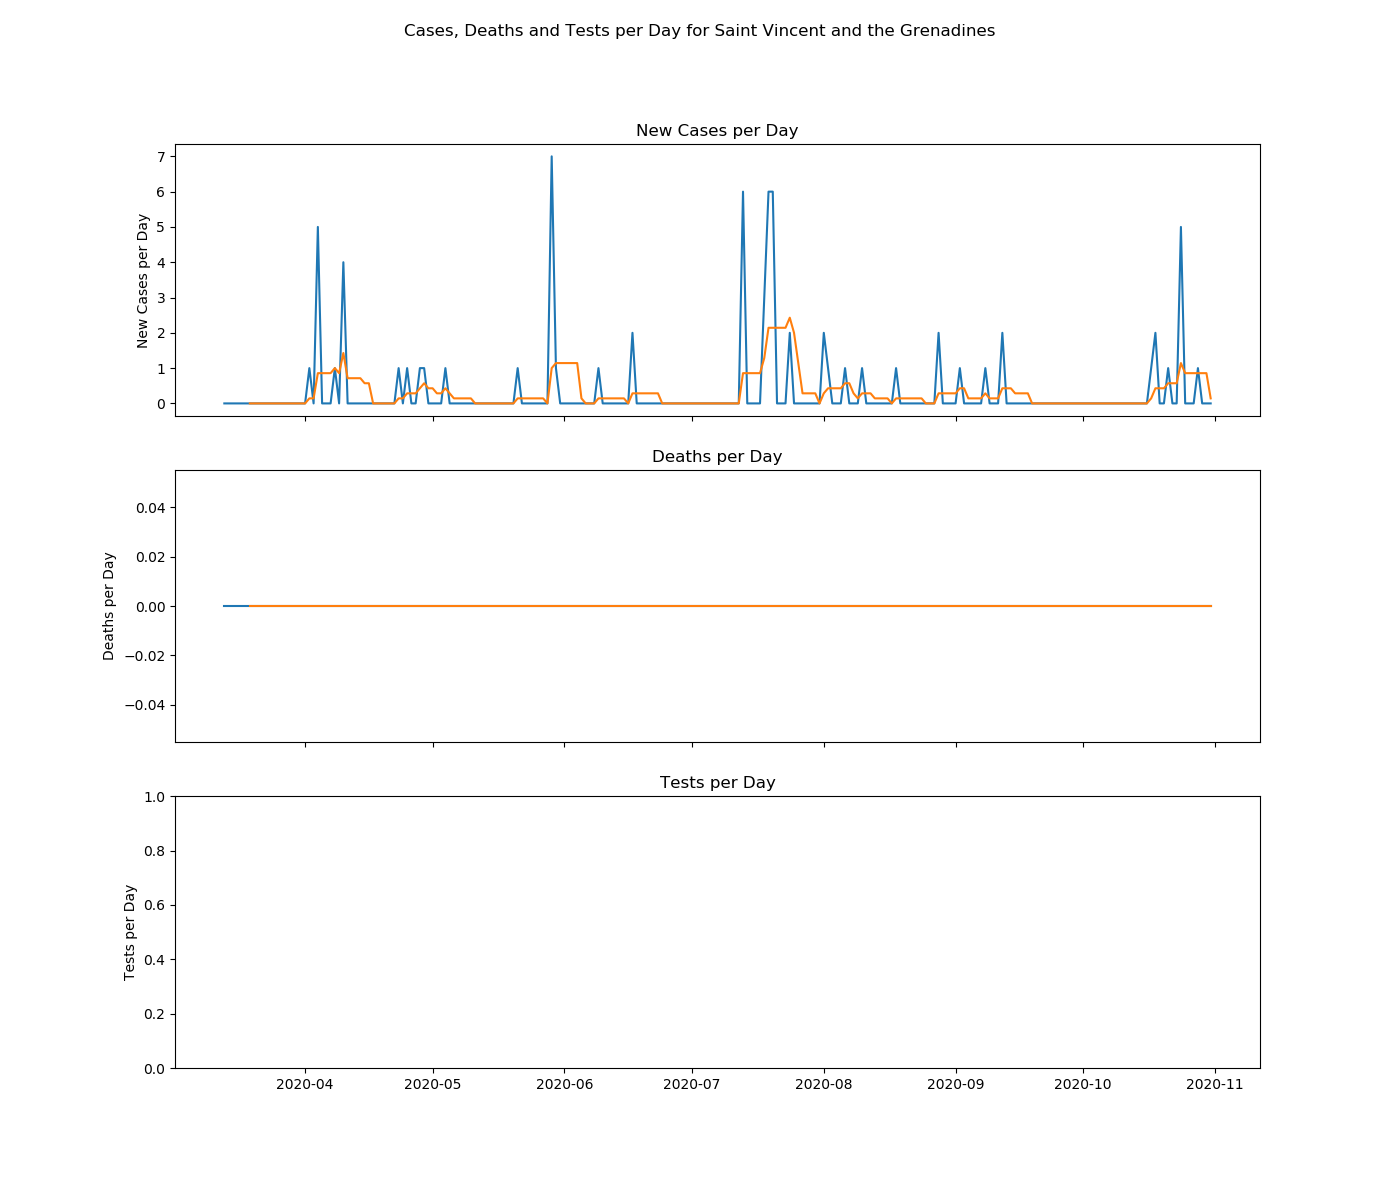 Cases, Deaths and Tests per Day for Saint Vincent and the Grenadines
New Cases per Day
New Cases per Day
7
6
5
4
3
2
1
0
Deaths per Day
Deaths per Day
0.04
0.02
0.00
−0.02
−0.04
Tests per Day
Tests per Day
1.0
0.8
0.6
0.4
0.2
0.0
2020-04 2020-05 2020-06 2020-07 2020-08 2020-09 2020-10 2020-11